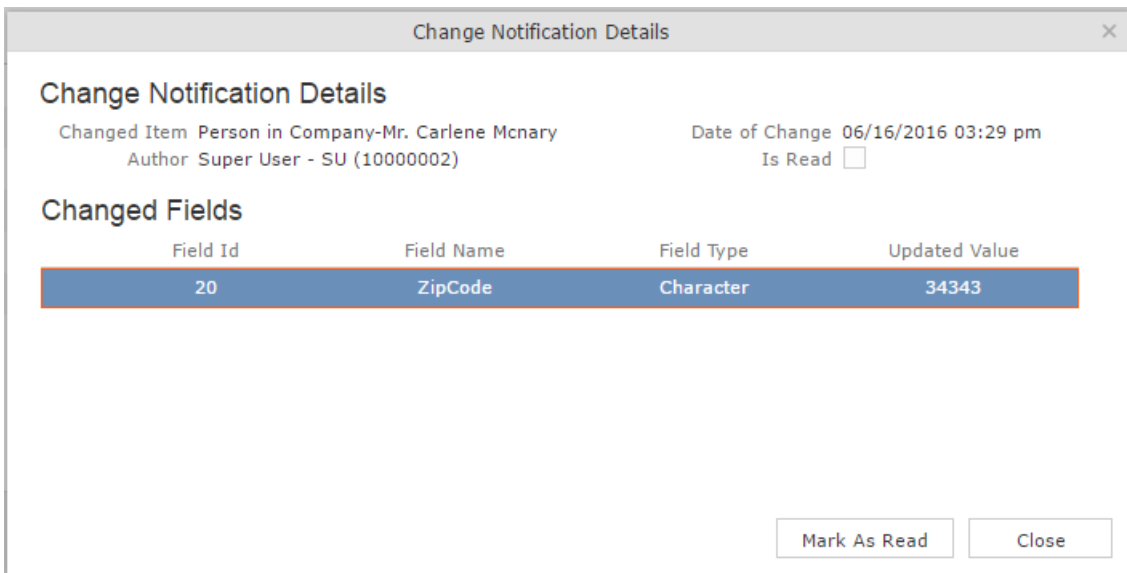 Change Notification Details
Change Notification Details
Changed Item Person in Company-Mr. Carlene Mcnary Date of Change 06/16/2016 03:29 pm
Author Super User - SU (10000002) Is Read
Changed Fields
Field Id Field Name Field Type Updated Value
20 ZipCode Character 34343
Mark As Read Close